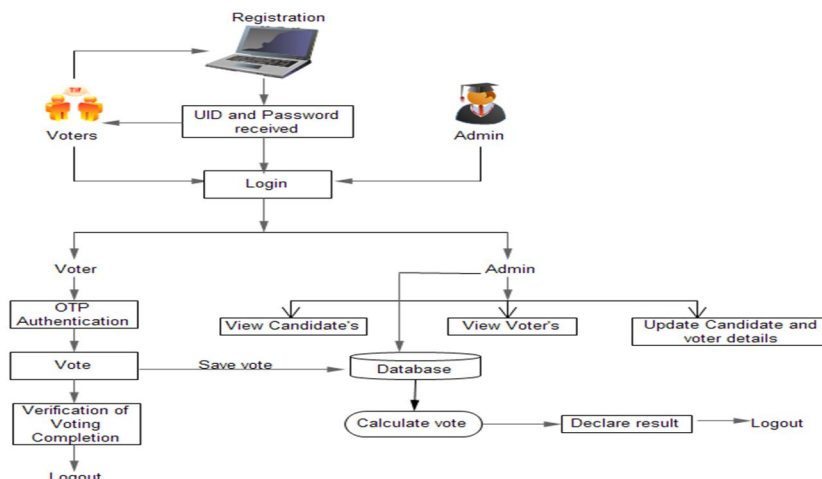 Registration
Voters
UID and Password
received
Admin
Login
Voter
Admin
OTP
Authentication
View Candidate's
View Voter's
Update Candidate and
voter details
Vote
Save vote
Database
Verification of
Voting
Completion
Calculate vote
Declare result
Logout
Logout